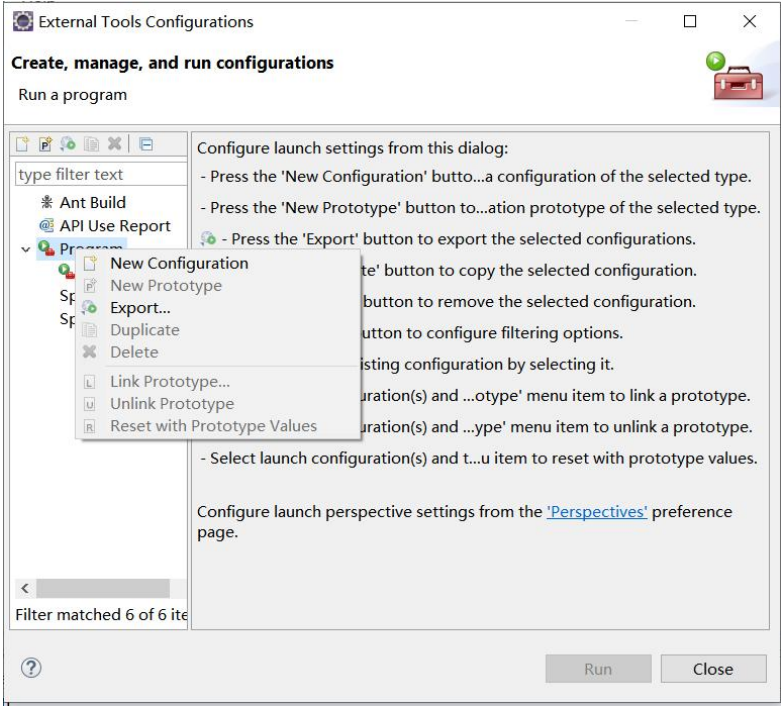 External Tools Configurations
Create, manage, and run configurations
Run a program
type filter text
Ant Build
API Use Report
Program
Sp
Sp
Filter matched 6 of 6 ite
New Configuration
New Prototype
Export...
Duplicate
Delete
Link Prototype...
Unlink Prototype
Reset with Prototype Values
Configure launch settings from this dialog:
- Press the 'New Configuration' butto...a configuration of the selected type.
- Press the 'New Prototype' button to...ation prototype of the selected type.
- Press the 'Export' button to export the selected configurations.
te' button to copy the selected configuration.
button to remove the selected configuration.
utton to configure filtering options.
isting configuration by selecting it.
uration(s) and ...otype' menu item to link a prototype.
uration(s) and ...ype' menu item to unlink a prototype.
- Select launch configuration(s) and t...u item to reset with prototype values.
Configure launch perspective settings from the 'Perspectives' preference
page.
Run
Close